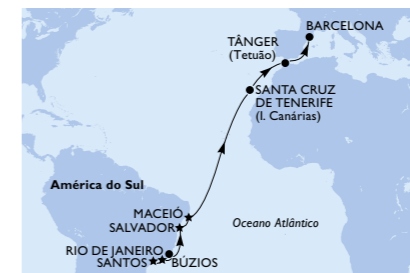 BARCELONA
TÂNGER
(Tetuão)
SANTA CRUZ
DE TENERIFE
(I. Canárias)
América do Sul
MACEIÓ
SALVADOR
Oceano Atlântico
RIO DE JANEIRO
SANTOS
BÚZIOS